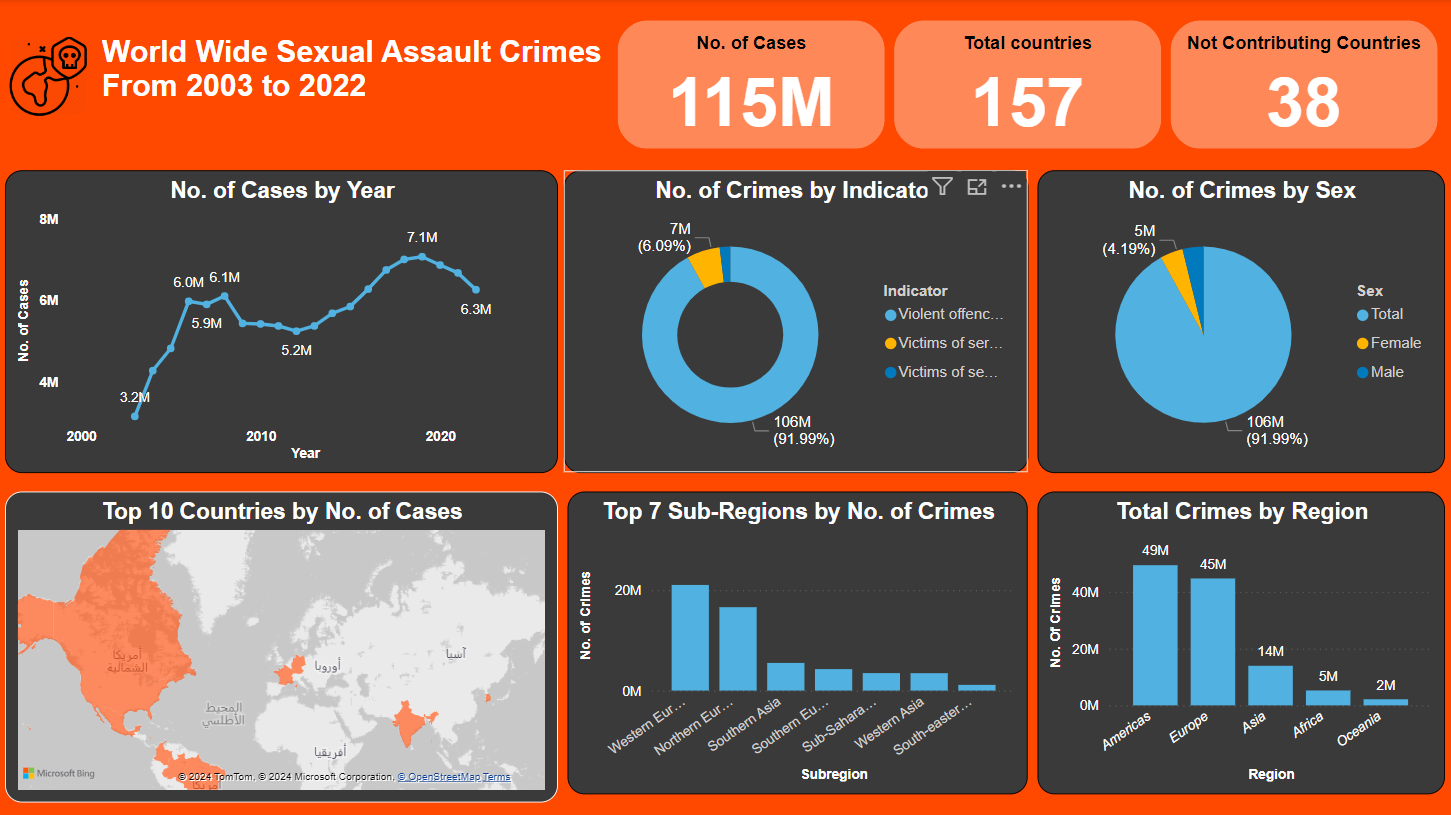 World Wide Sexual Assault Crimes
From 2003 to 2022
No. of Cases
115M
Total countries
157
Not Contributing Countries
38
No. of Cases by Year
8M
6M
4M
No. of Cases
3.2M
6.0M
5.9M
6.1M
5.2M
7.1M
6.3M
2000
2010
2020
Year
No. of Crimes by Indicato
7M
(6.09%)
106M
(91.99%)
Indicator
Violent offenc…
Victims of ser…
Victims of se…
No. of Crimes by Sex
5M
(4.19%)
106M
(91.99%)
Sex
Total
Female
Male
Top 10 Countries by No. of Cases
أمريكا
الشمالية
أوروبا
آسيا
المحيط
الأطلسي
أفريقيا
أمريكا
Microsoft Bing
© 2024 TomTom, © 2024 Microsoft Corporation, © OpenStreetMap Terms
Top 7 Sub-Regions by No. of Crimes
No. of Crimes
20M
0M
Western Eur…
Northern Eur…
Southern Asia
Southern Eu…
Sub-Sahara…
Western Asia
South-easter…
Subregion
Total Crimes by Region
No. Of Crimes
40M
20M
0M
49M
45M
14M
5M
2M
Americas
Europe
Asia
Africa
Oceania
Region